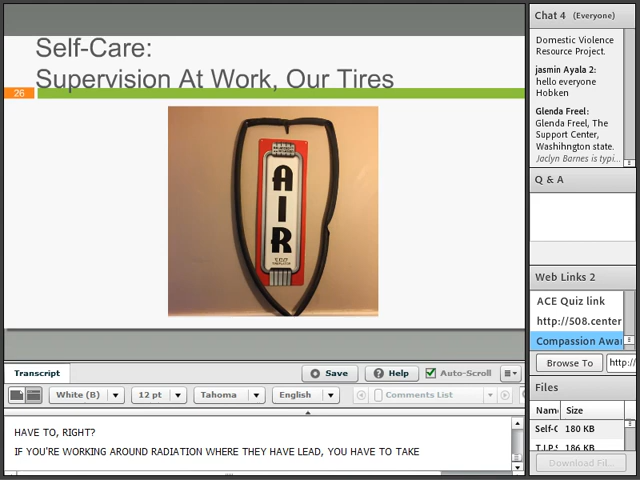 Self-Care:
Supervision At Work, Our Tires
26
AIR
Chat 4 (Everyone)
Domestic Violence
Resource Project.
jasmin Ayala 2:
hello everyone
Hobken
Glenda Freel:
Glenda Freel, The
Support Center,
Wahihngton state.
Jaclyn Barnes is typi...
Q & A
Web Links 2
ACE Quiz link
http://508.center
Compassion Awa
Browse To
http:/
Files
Name
Size
Self-C
180 KB
T.I.P.S
186 KB
Download Fi...
Transcript
Save
Help
Auto-Scroll
White (B)
12 pt
Tahoma
English
Comments List
HAVE TO, RIGHT?
IF YOU'RE WORKING AROUND RADIATION WHERE THEY HAVE LEAD, YOU HAVE TO TAKE